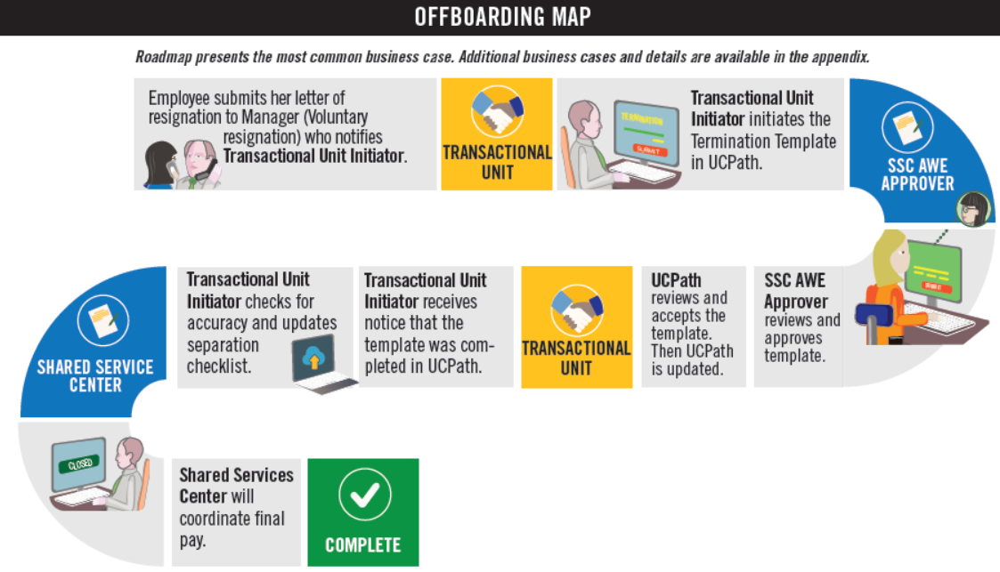 OFFBOARDING MAP
Roadmap presents the most common business case. Additional business cases and details are available in the appendix.
Employee submits her letter of
resignation to Manager (Voluntary
resignation) who notifies
Transactional Unit Initiator.
TRANSACTIONAL
UNIT
TERMINATION
SUBMIT
Transactional Unit
Initiator initiates the
Termination Template
in UCPath.
SSC AWE
APPROVER
SSC AWE
Approver
reviews and
approves
template.
SUBMIT
UCPath
reviews and
accepts the
template.
Then UCPath
is updated.
TRANSACTIONAL
UNIT
Transactional Unit
Initiator receives
notice that the
template was com-
pleted in UCPath.
Transactional Unit
Initiator checks for
accuracy and updates
separation
checklist.
SHARED SERVICE
CENTER
CLOSED
Shared Services
Center will
coordinate final
pay.
COMPLETE